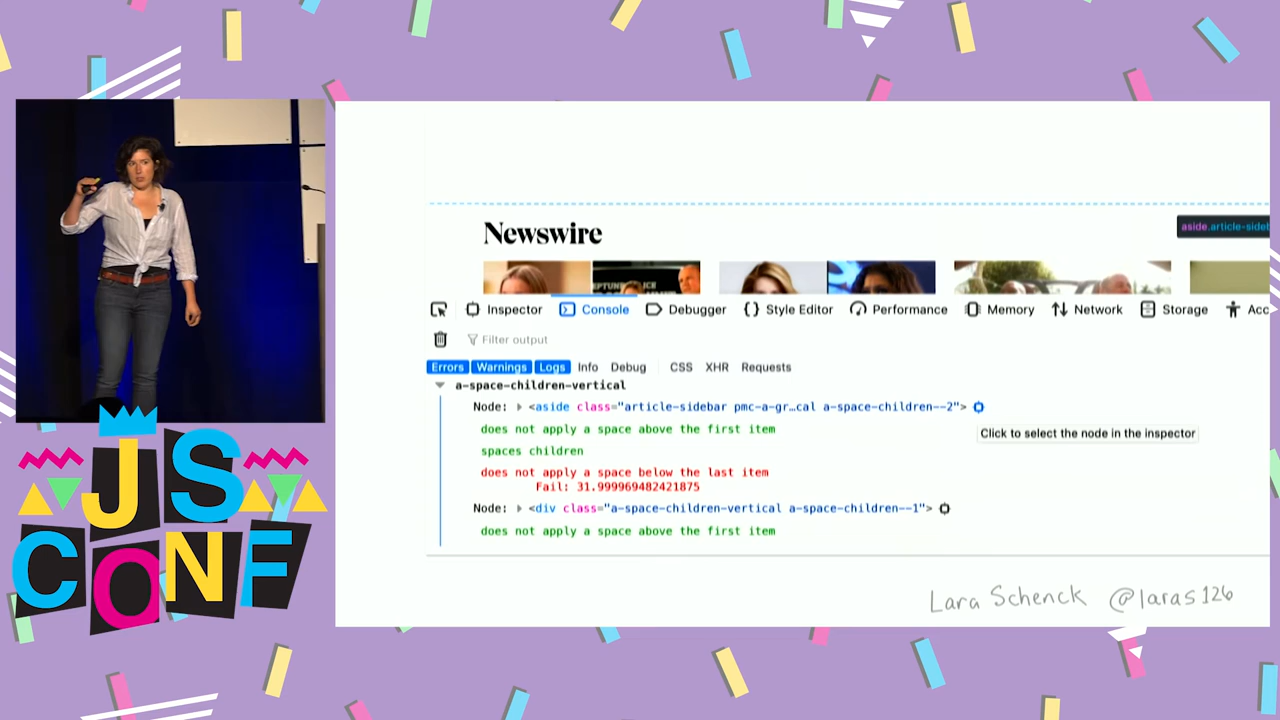 Newswire
aside.article-sideb
Inspector Console Debugger Style Editor Performance Memory Network Storage Acc
Filter output
Errors Warnings Logs Info Debug CSS XHR Requests
a-space-children-vertical
Node: <aside class="article-sidebar pmc-a-gr…cal a-space-children--2">
does not apply a space above the first item
Click to select the node in the inspector
spaces children
does not apply a space below the last item
Fail: 31.999969482421875
Node: <div class="a-space-children-vertical a-space-children--1">
does not apply a space above the first item
Lara Schenck @laras126
JS
CONF